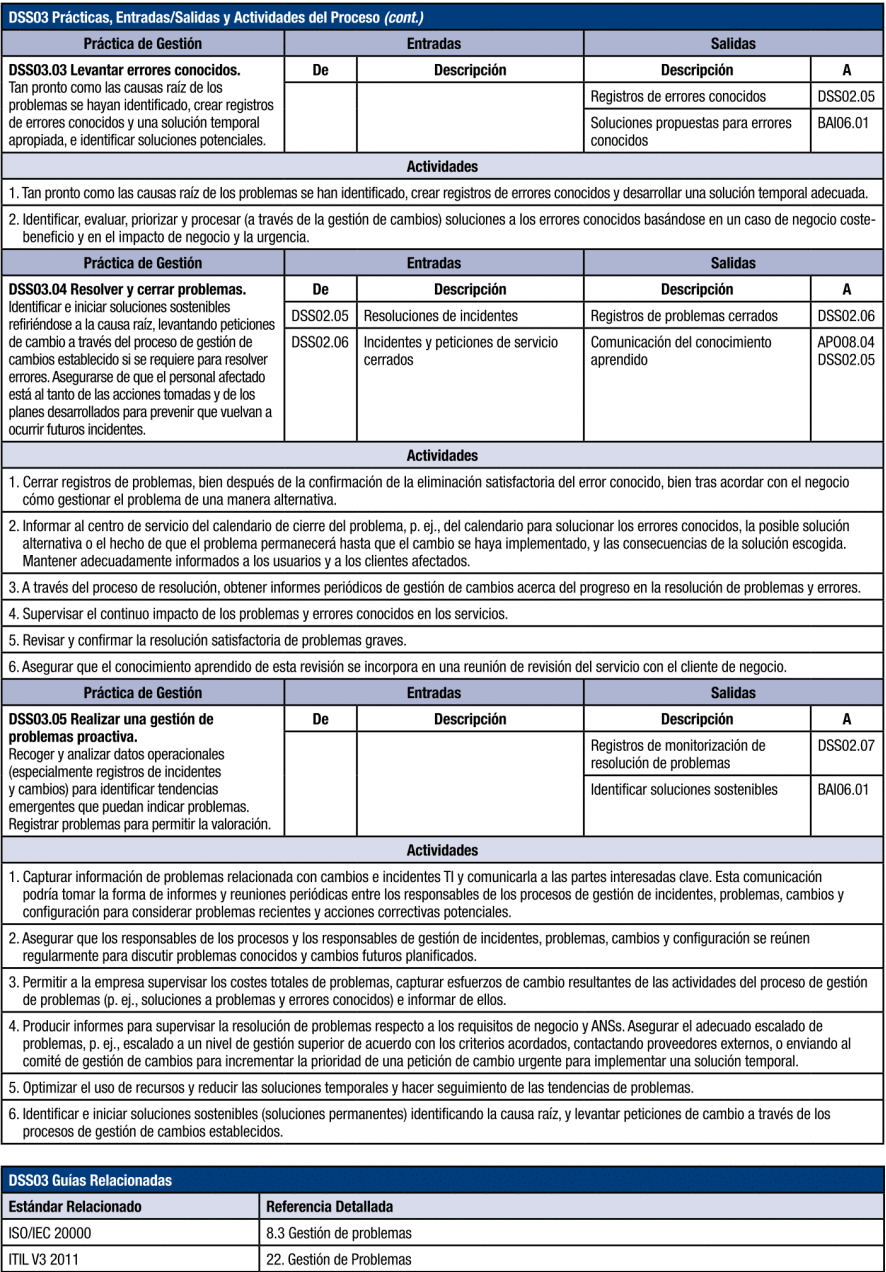 DSS03 Prácticas, Entradas/Salidas y Actividades del Proceso (cont.)
Práctica de Gestión Entradas Salidas
DSS03.03 Levantar errores conocidos.
Tan pronto como las causas raíz de los
problemas se hayan identificado, crear registros
de errores conocidos y una solución temporal
apropiada, e identificar soluciones potenciales.
De Descripción Descripción A
Registros de errores conocidos DSS02.05
Soluciones propuestas para errores
conocidos
BAI06.01
Actividades
1. Tan pronto como las causas raíz de los problemas se han identificado, crear registros de errores conocidos y desarrollar una solución temporal adecuada.
2. Identificar, evaluar, priorizar y procesar (a través de la gestión de cambios) soluciones a los errores conocidos basándose en un caso de negocio coste-
beneficio y en el impacto de negocio y la urgencia.
Práctica de Gestión Entradas Salidas
DSS03.04 Resolver y cerrar problemas.
Identificar e iniciar soluciones sostenibles
refiriéndose a la causa raíz, levantando peticiones
de cambio a través del proceso de gestión de
cambios establecido si se requiere para resolver
errores. Asegurarse de que el personal afectado
está al tanto de las acciones tomadas y de los
planes desarrollados para prevenir que vuelvan a
ocurrir futuros incidentes.
De Descripción Descripción A
DSS02.05 Resoluciones de incidentes Registros de problemas cerrados DSS02.06
DSS02.06 Incidentes y peticiones de servicio
cerrados
Comunicación del conocimiento
aprendido
APO08.04
DSS02.05
Actividades
1. Cerrar registros de problemas, bien después de la confirmación de la eliminación satisfactoria del error conocido, bien tras acordar con el negocio
cómo gestionar el problema de una manera alternativa.
2. Informar al centro de servicio del calendario de cierre del problema, p. ej., del calendario para solucionar los errores conocidos, la posible solución
alternativa o el hecho de que el problema permanecerá hasta que el cambio se haya implementado, y las consecuencias de la solución escogida.
Mantener adecuadamente informados a los usuarios y a los clientes afectados.
3. A través del proceso de resolución, obtener informes periódicos de gestión de cambios acerca del progreso en la resolución de problemas y errores.
4. Supervisar el continuo impacto de los problemas y errores conocidos en los servicios.
5. Revisar y confirmar la resolución satisfactoria de problemas graves.
6. Asegurar que el conocimiento aprendido de esta revisión se incorpora en una reunión de revisión del servicio con el cliente de negocio.
Práctica de Gestión Entradas Salidas
DSS03.05 Realizar una gestión de
problemas proactiva.
Recoger y analizar datos operacionales
(especialmente registros de incidentes
y cambios) para identificar tendencias
emergentes que puedan indicar problemas.
Registrar problemas para permitir la valoración.
De Descripción Descripción A
Registros de monitorización de
resolución de problemas
DSS02.07
Identificar soluciones sostenibles BAI06.01
Actividades
1. Capturar información de problemas relacionada con cambios e incidentes TI y comunicarla a las partes interesadas clave. Esta comunicación
podría tomar la forma de informes y reuniones periódicas entre los responsables de los procesos de gestión de incidentes, problemas, cambios y
configuración para considerar problemas recientes y acciones correctivas potenciales.
2. Asegurar que los responsables de los procesos y los responsables de gestión de incidentes, problemas, cambios y configuración se reúnen
regularmente para discutir problemas conocidos y cambios futuros planificados.
3. Permitir a la empresa supervisar los costes totales de problemas, capturar esfuerzos de cambio resultantes de las actividades del proceso de gestión
de problemas (p. ej., soluciones a problemas y errores conocidos) e informar de ellos.
4. Producir informes para supervisar la resolución de problemas respecto a los requisitos de negocio y ANSs. Asegurar el adecuado escalado de
problemas, p. ej., escalado a un nivel de gestión superior de acuerdo con los criterios acordados, contactando proveedores externos, o enviando al
comité de gestión de cambios para incrementar la prioridad de una petición de cambio urgente para implementar una solución temporal.
5. Optimizar el uso de recursos y reducir las soluciones temporales y hacer seguimiento de las tendencias de problemas.
6. Identificar e iniciar soluciones sostenibles (soluciones permanentes) identificando la causa raíz, y levantar peticiones de cambio a través de los
procesos de gestión de cambios establecidos.
DSS03 Guías Relacionadas
Estándar Relacionado Referencia Detallada
ISO/IEC 20000 8.3 Gestión de problemas
ITIL V3 2011 22. Gestión de Problemas